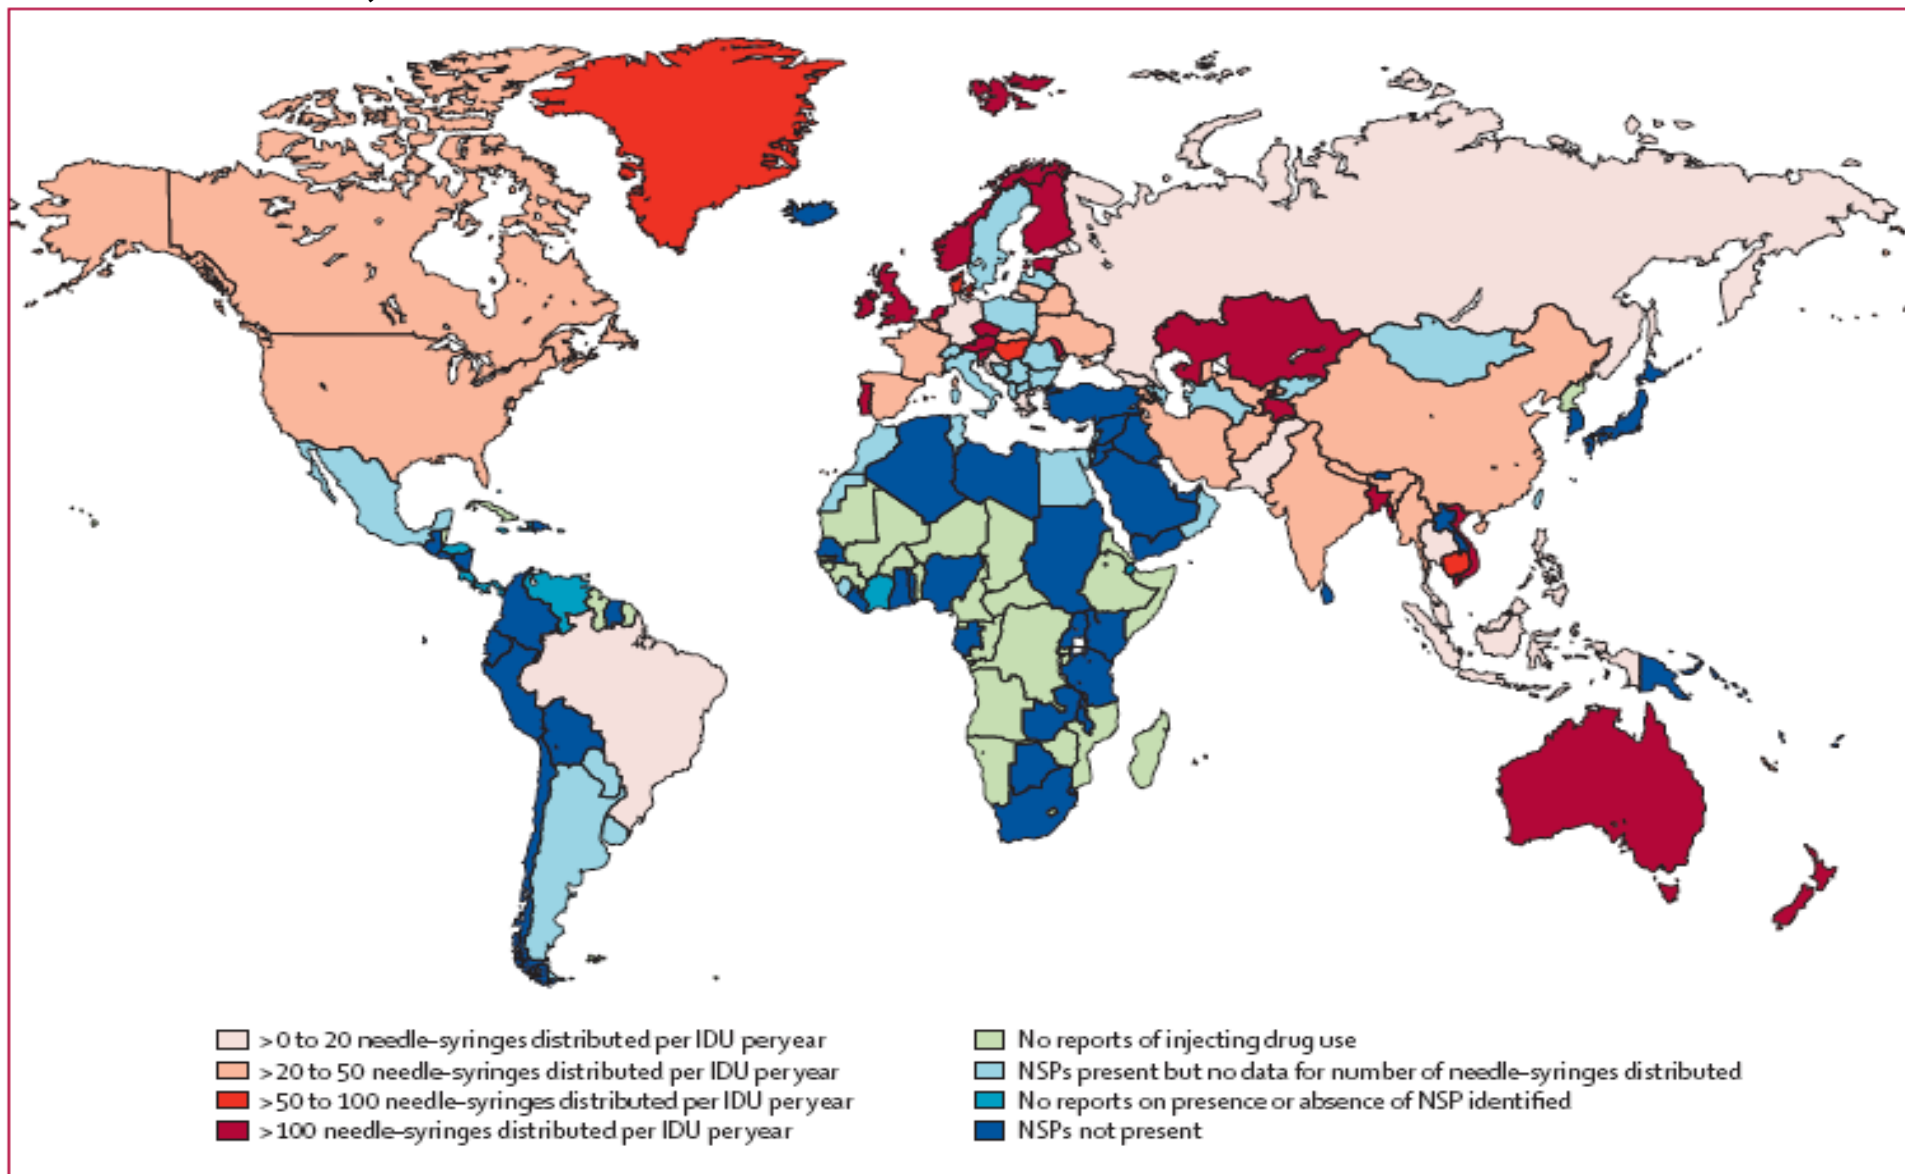 >0 to 20 needle–syringes distributed per IDU per year
>20 to 50 needle–syringes distributed per IDU per year
>50 to 100 needle–syringes distributed per IDU per year
>100 needle–syringes distributed per IDU per year
No reports of injecting drug use
NSPs present but no data for number of needle–syringes distributed
No reports on presence or absence of NSP identified
NSPs not present